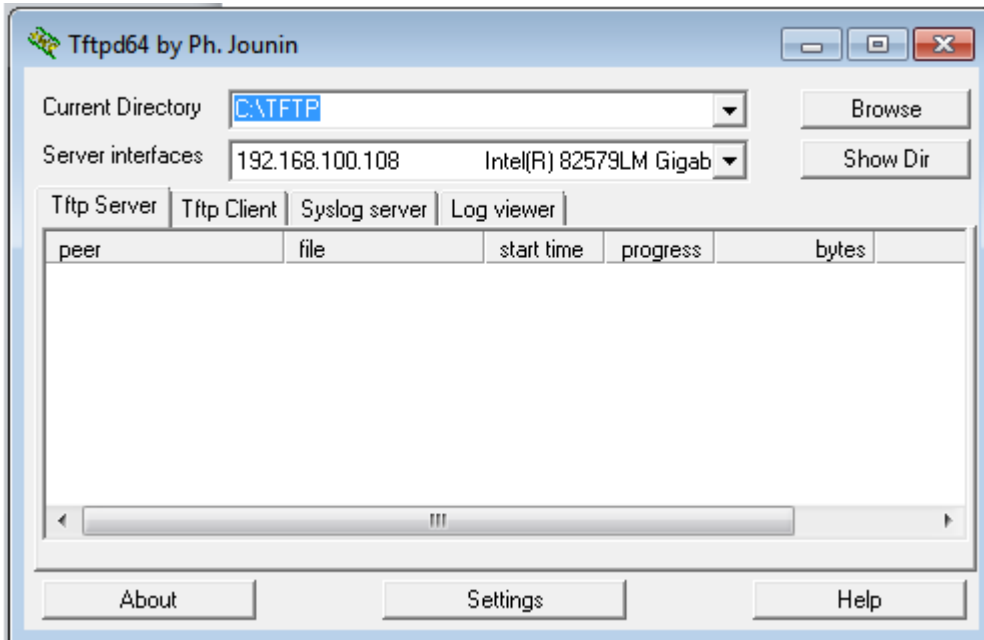 Tftpd64 by Ph. Jounin
Current Directory C:\TFTP Browse
Server interfaces 192.168.100.108 Intel(R) 82579LM Gigab Show Dir
Tftp Server Tftp Client Syslog server Log viewer
peer file start time progress bytes
About Settings Help